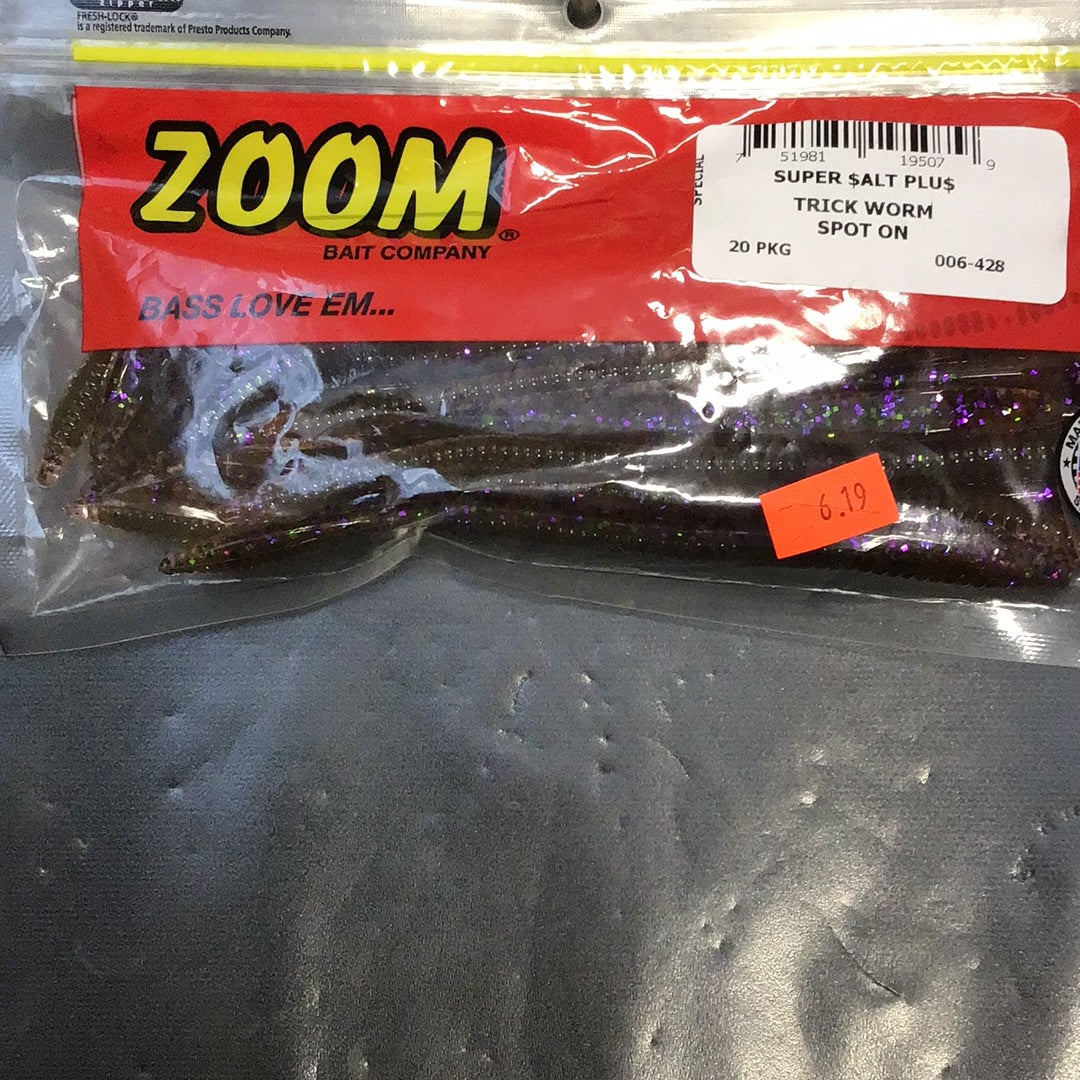 zipper
FRESH-LOCK®
is a registered trademark of Presto Products Company.
ZOOM®
BAIT COMPANY
BASS LOVE EM...
SPECIAL
7 51981 19507 9
SUPER $ALT PLU$
TRICK WORM
SPOT ON
20 PKG 006-428
6.19